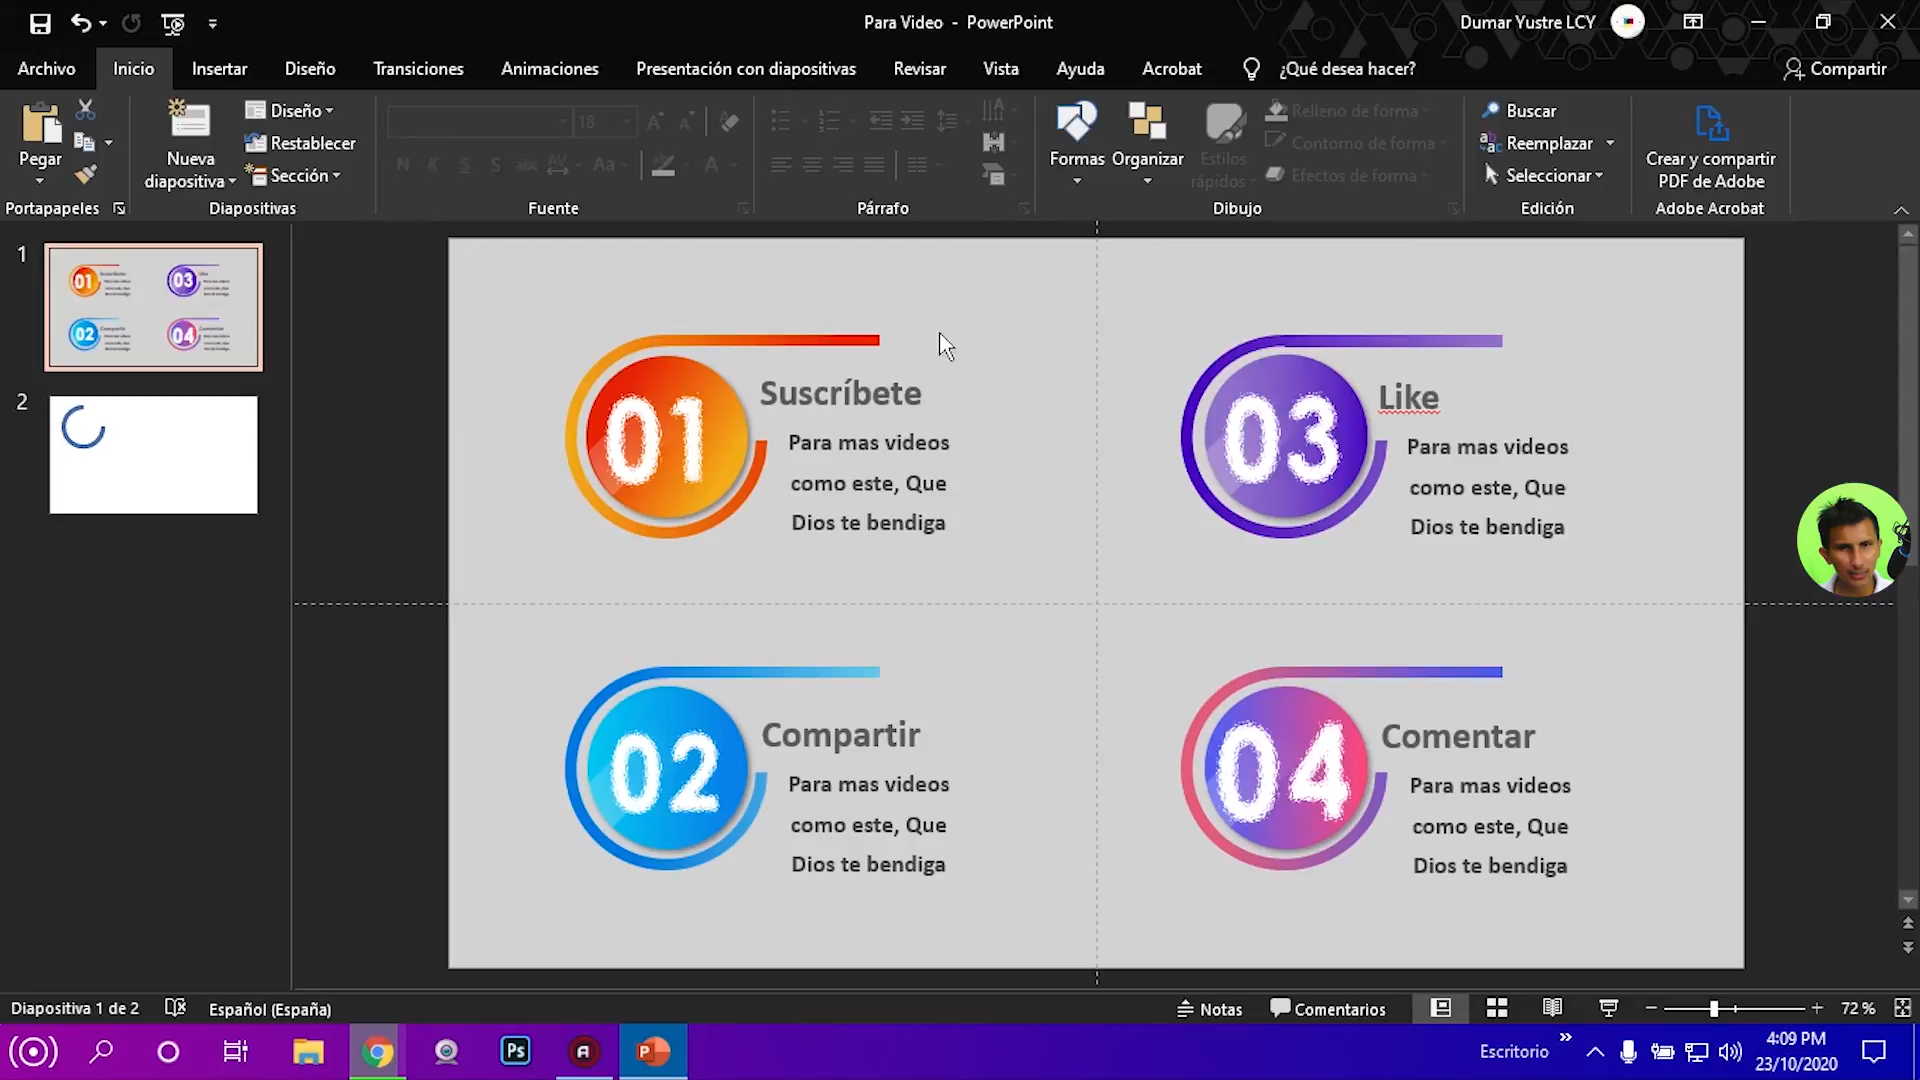 Para Video - PowerPoint
Dumar Yustre LCY
Archivo
Inicio
Insertar
Diseño
Transiciones
Animaciones
Presentación con diapositivas
Revisar
Vista
Ayuda
Acrobat
¿Qué desea hacer?
Compartir
Pegar
Nueva
diapositiva
Diseño
Restablecer
Sección
18
N K S S abc AV Aa A
Formas
Organizar
Estilos
rápidos
Relleno de forma
Contorno de forma
Efectos de forma
Buscar
Reemplazar
Seleccionar
Crear y compartir
PDF de Adobe
Portapapeles
Diapositivas
Fuente
Párrafo
Dibujo
Edición
Adobe Acrobat
1
2
01
Suscríbete
Para mas videos
como este, Que
Dios te bendiga
03
Like
Para mas videos
como este, Que
Dios te bendiga
02
Compartir
Para mas videos
como este, Que
Dios te bendiga
04
Comentar
Para mas videos
como este, Que
Dios te bendiga
Diapositiva 1 de 2
Español (España)
Notas
Comentarios
72 %
Ps
Escritorio
4:09 PM
23/10/2020